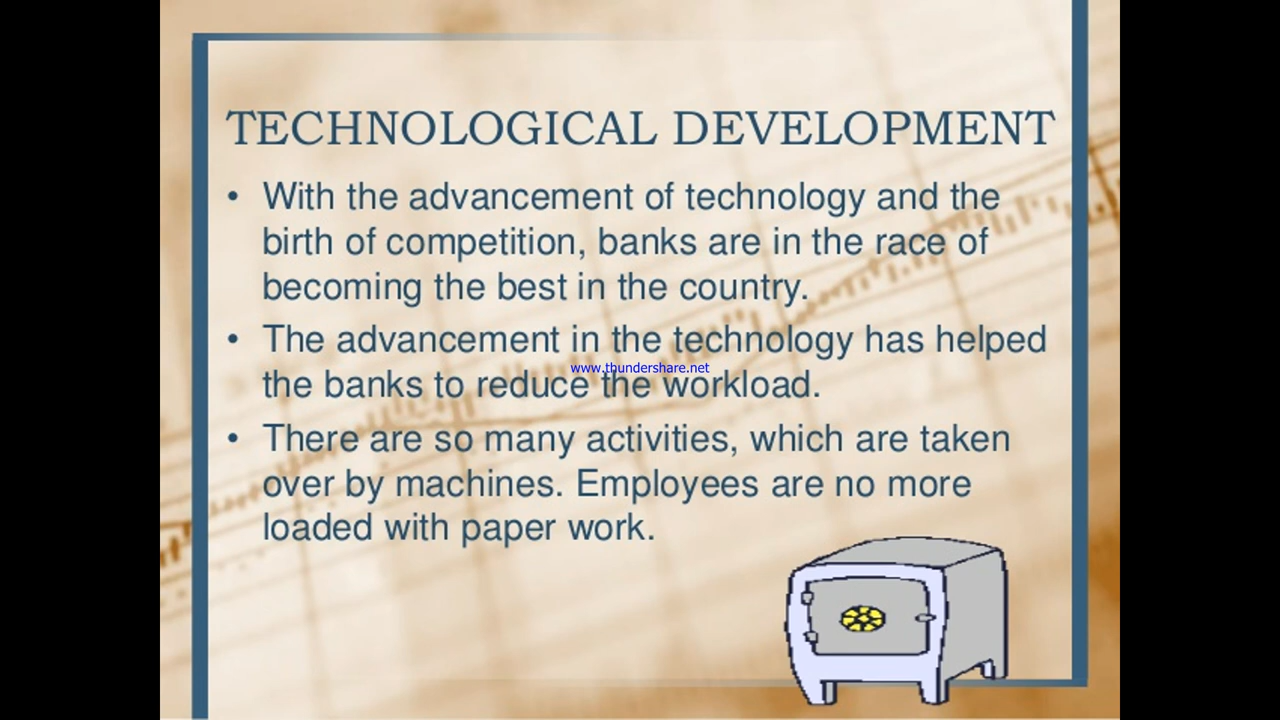 TECHNOLOGICAL DEVELOPMENT
• With the advancement of technology and the
birth of competition, banks are in the race of
becoming the best in the country.
• The advancement in the technology has helped
www.thundershare.net
the banks to reduce the workload.
• There are so many activities, which are taken
over by machines. Employees are no more
loaded with paper work.